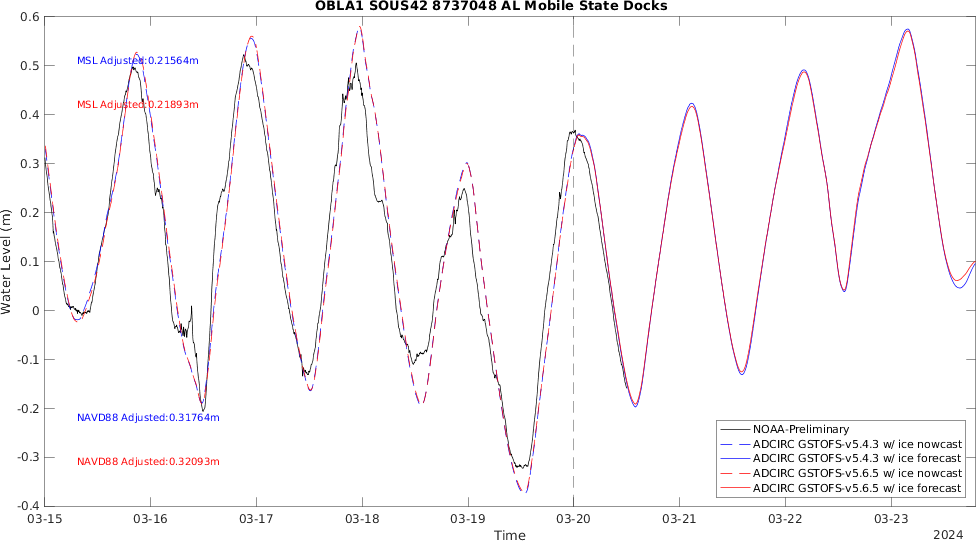 OBLA1 SOUS42 8737048 AL Mobile State Docks
0.6
0.5
0.4
0.3
0.2
0.1
0
-0.1
-0.2
-0.3
-0.4
Water Level (m)
MSL Adjusted:0.21564m
MSL Adjusted:0.21893m
NAVD88 Adjusted:0.31764m
NAVD88 Adjusted:0.32093m
NOAA-Preliminary
ADCIRC GSTOFS-v5.4.3 w/ ice nowcast
ADCIRC GSTOFS-v5.4.3 w/ ice forecast
ADCIRC GSTOFS-v5.6.5 w/ ice nowcast
ADCIRC GSTOFS-v5.6.5 w/ ice forecast
03-15 03-16 03-17 03-18 03-19 03-20 03-21 03-22 03-23
Time
2024